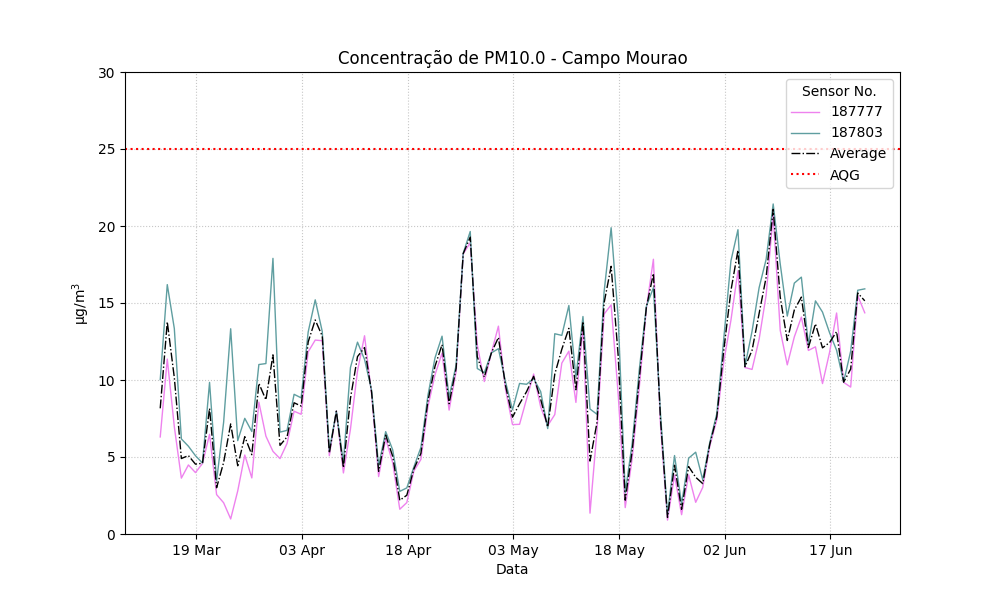 Concentração de PM10.0 - Campo Mourao
Sensor No.
187777
187803
Average
AQG
µg/m³
30
25
20
15
10
5
0
19 Mar
03 Apr
18 Apr
03 May
18 May
02 Jun
17 Jun
Data